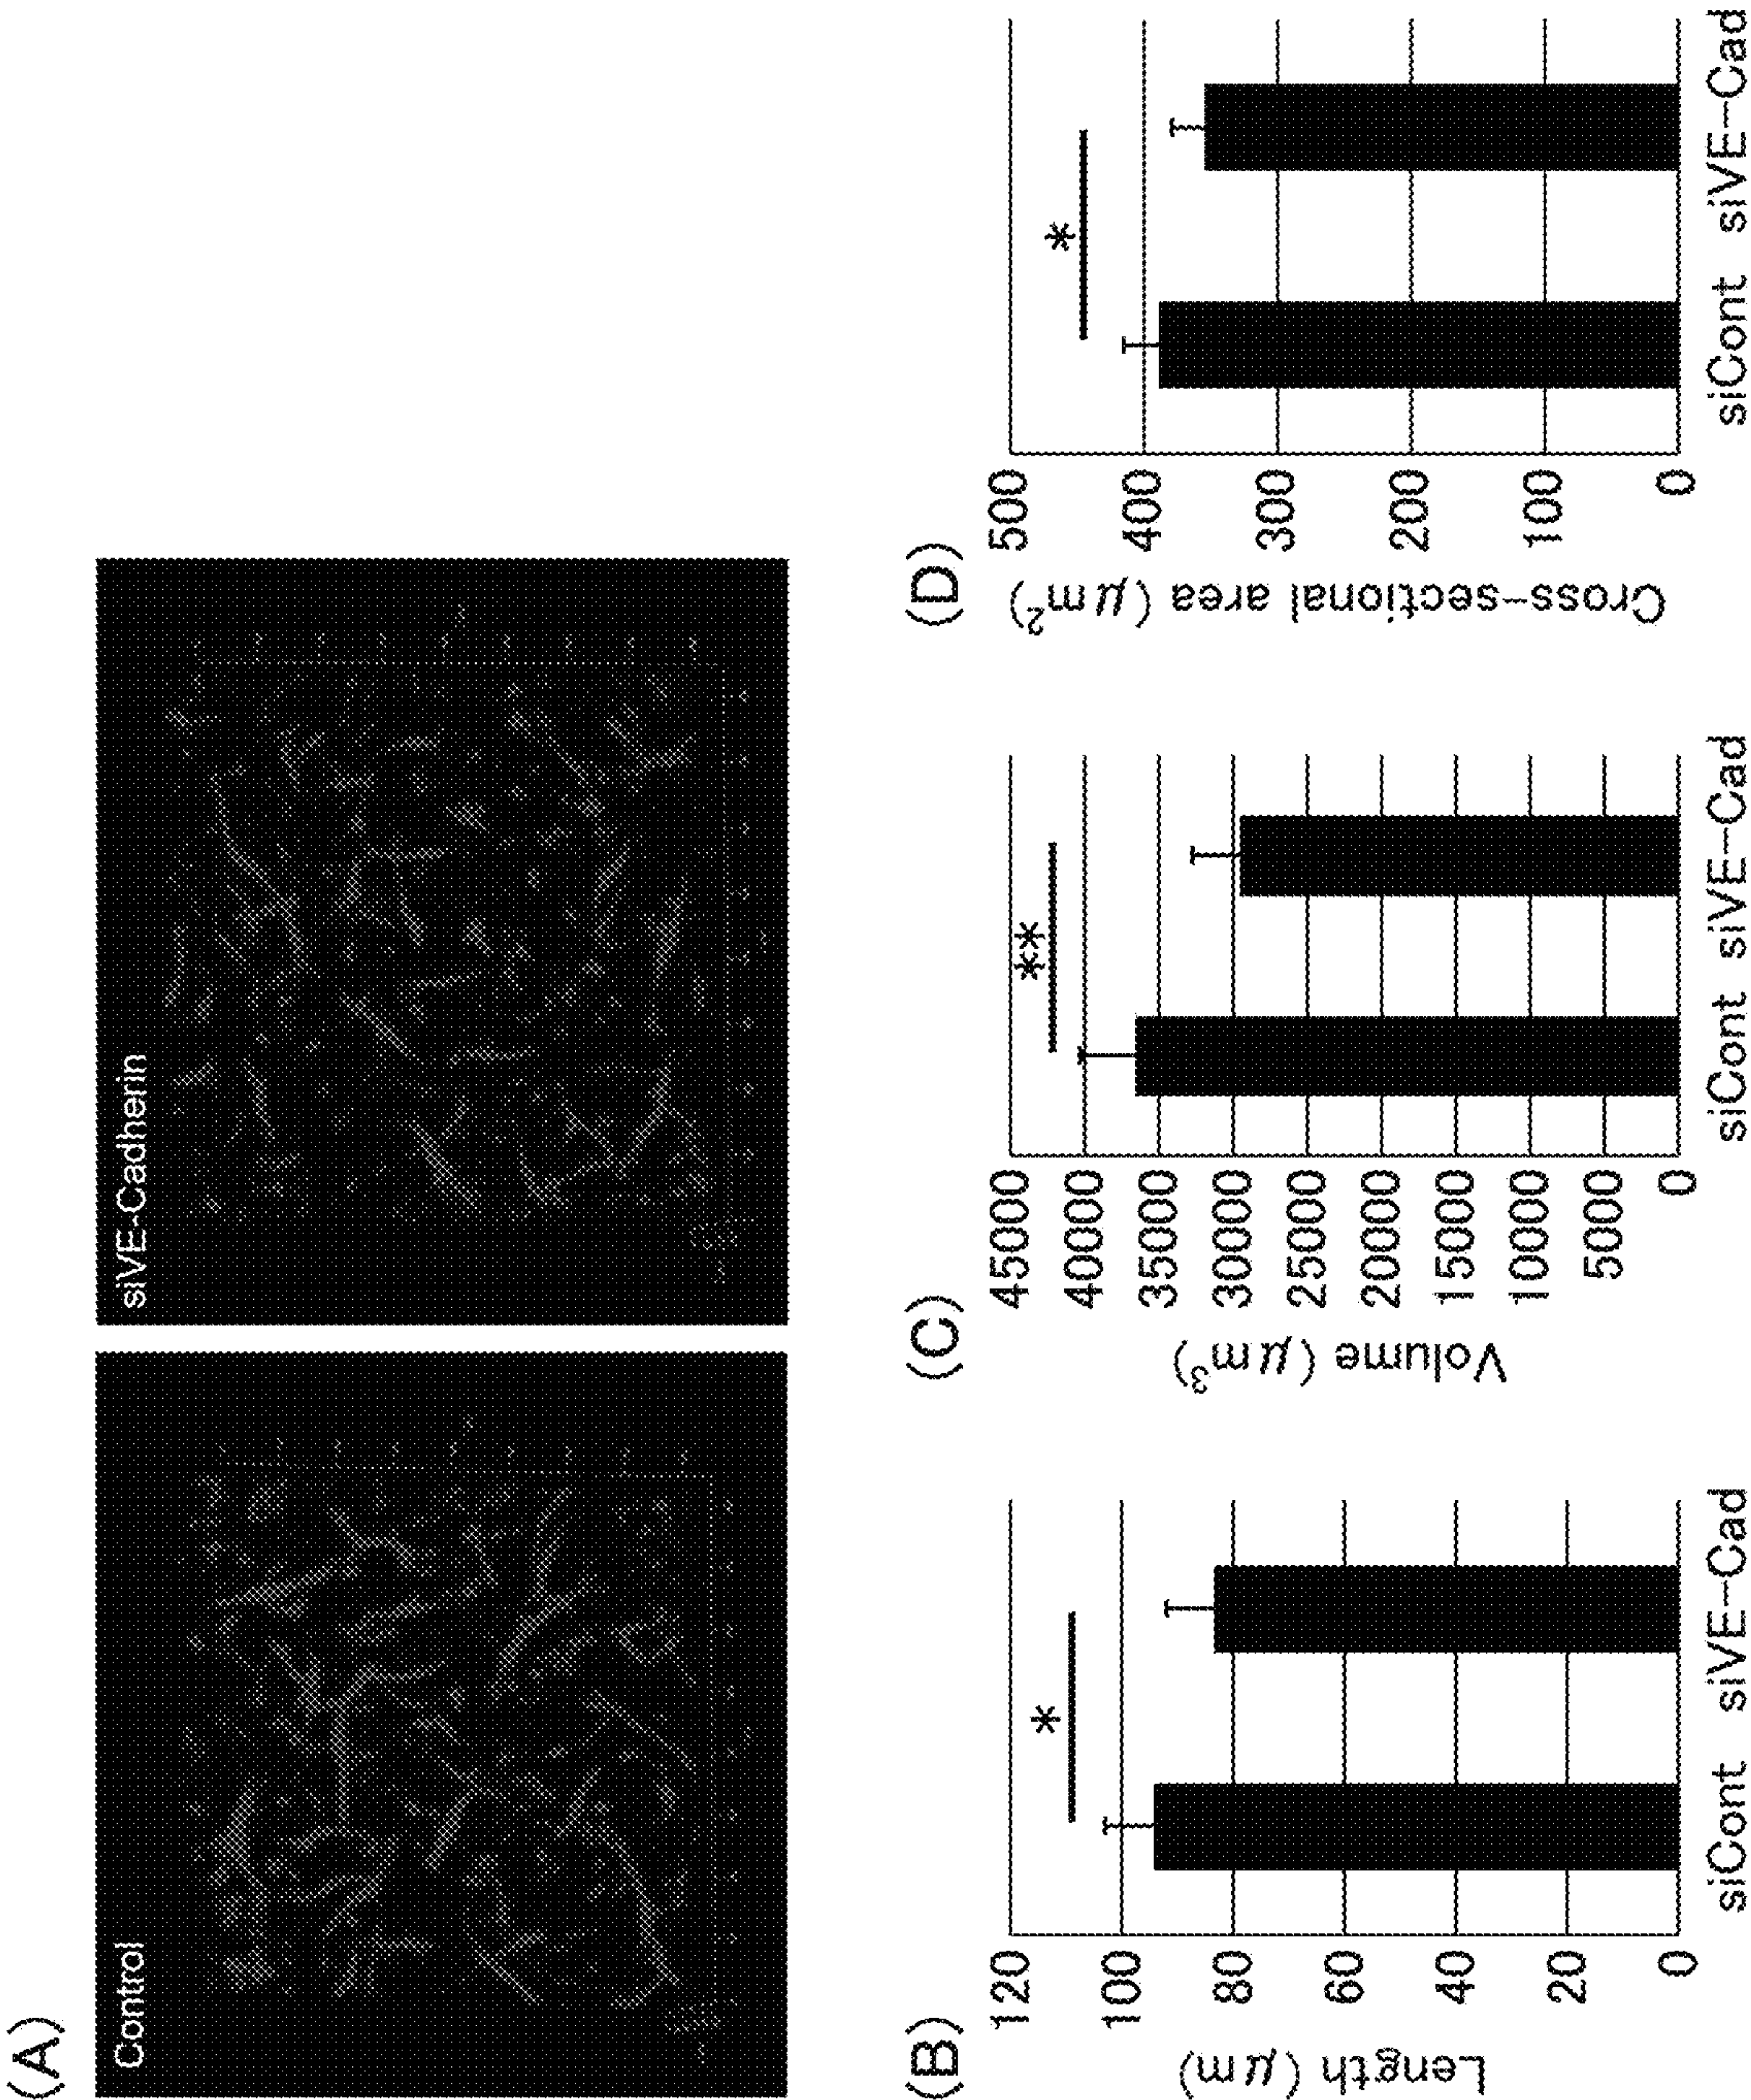 (A)
Control
siVE-Cadherin
(B)
Length (μm)
120
100
80
60
40
20
0
siCont siVE-Cad
*
(C)
Volume (μm³)
45000
40000
35000
30000
25000
20000
15000
10000
5000
0
siCont siVE-Cad
**
(D)
Cross-sectional area (μm²)
500
400
300
200
100
0
siCont siVE-Cad
*